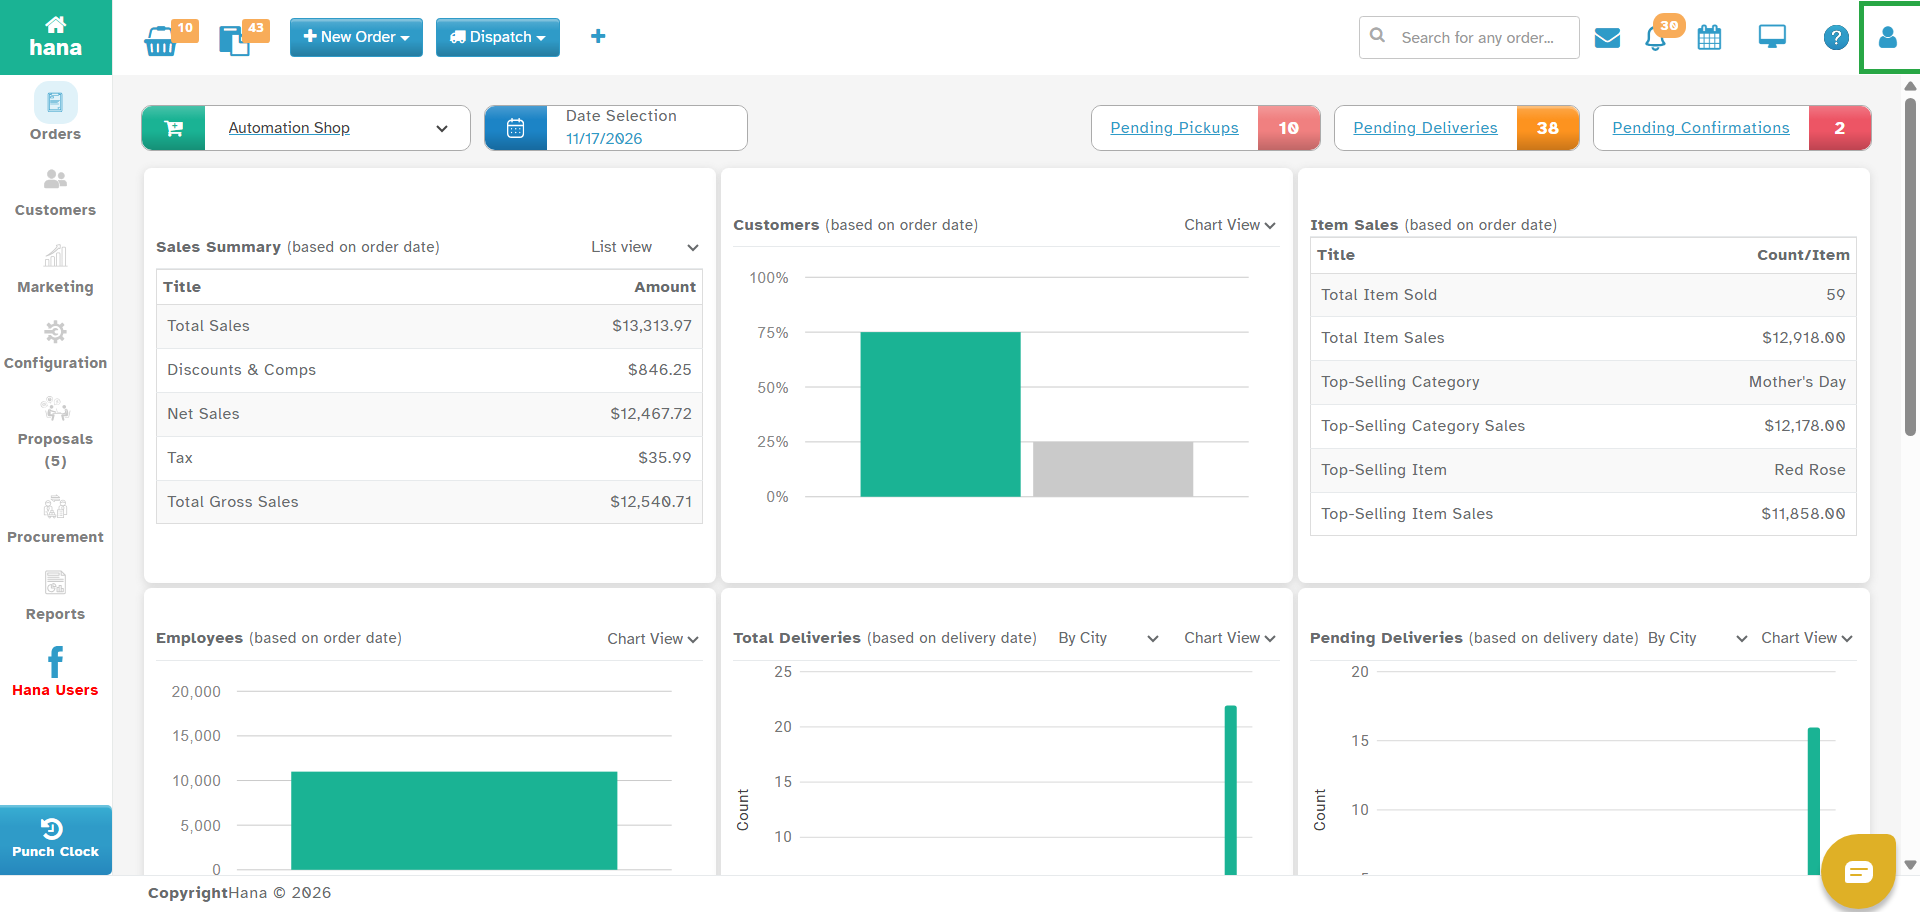 hana
10
43
New Order
Dispatch
+
Search for any order...
30
?
Orders
Customers
Marketing
Configuration
Proposals
(5)
Procurement
Reports
Hana Users
Punch Clock
Automation Shop
Date Selection
11/17/2026
Pending Pickups 10
Pending Deliveries 38
Pending Confirmations 2
Sales Summary (based on order date) List view
Title Amount
Total Sales $13,313.97
Discounts & Comps $846.25
Net Sales $12,467.72
Tax $35.99
Total Gross Sales $12,540.71
Customers (based on order date) Chart View
100%
75%
50%
25%
0%
Item Sales (based on order date)
Title Count/Item
Total Item Sold 59
Total Item Sales $12,918.00
Top-Selling Category Mother's Day
Top-Selling Category Sales $12,178.00
Top-Selling Item Red Rose
Top-Selling Item Sales $11,858.00
Employees (based on order date) Chart View
20,000
15,000
10,000
5,000
0
Total Deliveries (based on delivery date) By City Chart View
25
20
15
10
Count
Pending Deliveries (based on delivery date) By City Chart View
20
15
10
Count
CopyrightHana © 2026